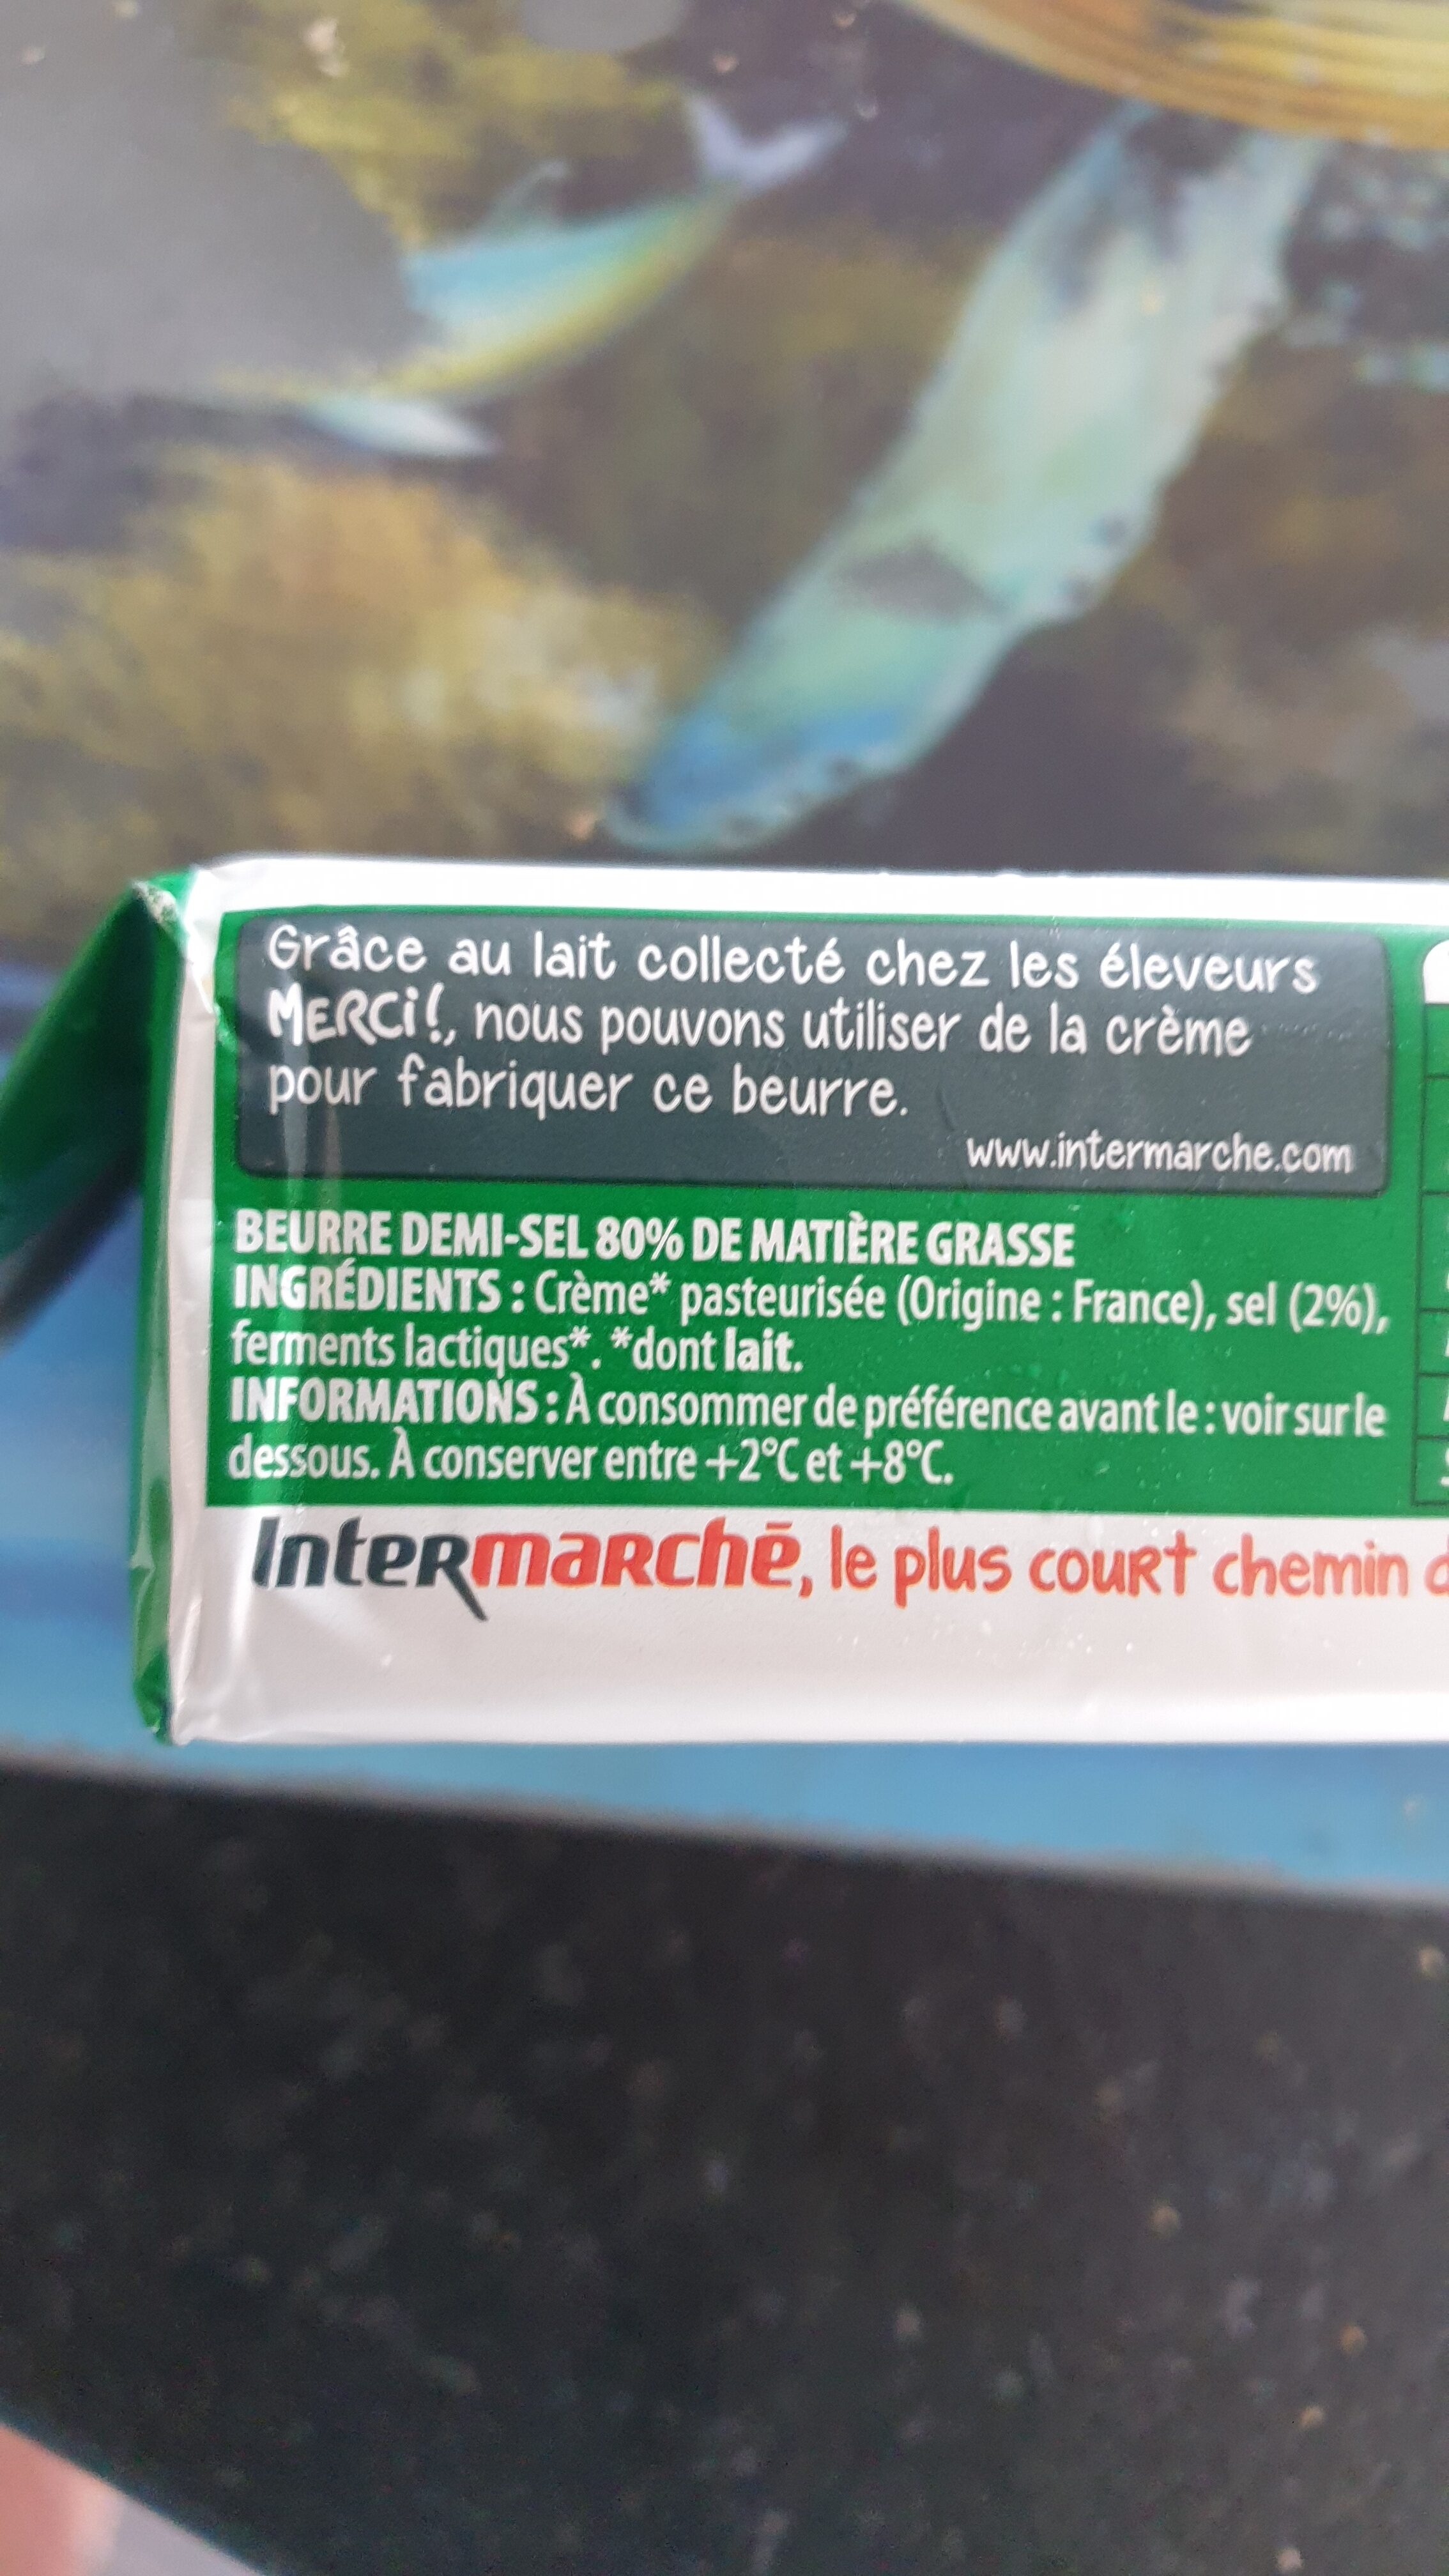 Grâce au lait collecté chez les éleveurs
MERCi!, nous pouvons utiliser de la crème
pour fabriquer ce beurre.
www.intermarche.com
BEURRE DEMI-SEL 80% DE MATIÈRE GRASSE
INGRÉDIENTS : Crème* pasteurisée (Origine : France), sel (2%),
ferments lactiques*. *dont lait.
INFORMATIONS : À consommer de préférence avant le : voir sur le
dessous. À conserver entre +2°C et +8°C.
Intermarchē, le plus court chemin